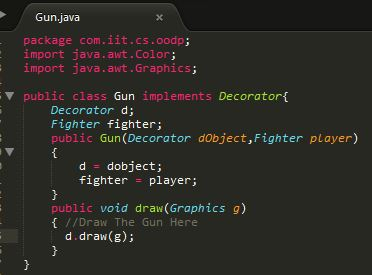 Gun.java ×
package com.iit.cs.oodp;
import java.awt.Color;
import java.awt.Graphics;
public class Gun implements Decorator{
Decorator d;
Fighter fighter;
public Gun(Decorator dObject,Fighter player)
{
d = dobject;
fighter = player;
}
public void draw(Graphics g)
{ //Draw The Gun Here
d.draw(g);
}
}